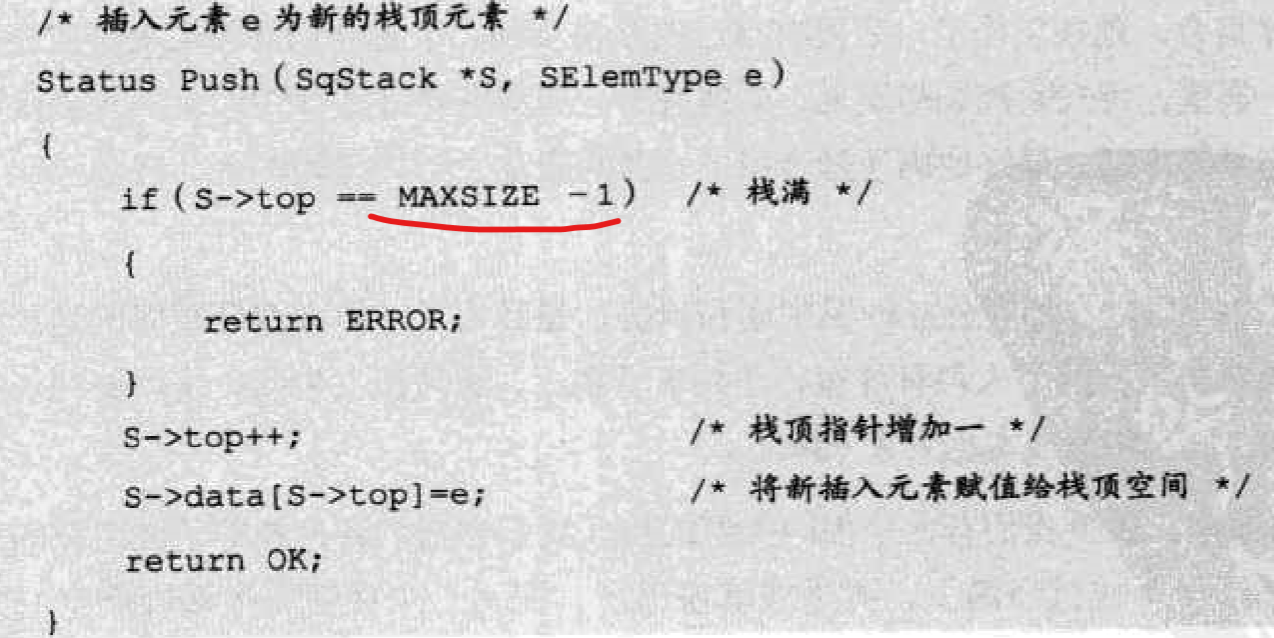 /* 插入元素 e 为新的栈顶元素 */
Status Push(SqStack *S, SElemType e)
{
if(S->top == MAXSIZE -1) /* 栈满 */
{
return ERROR;
}
S->top++; /* 栈顶指针增加一 */
S->data[S->top]=e; /* 将新插入元素赋值给栈顶空间 */
return OK;
}